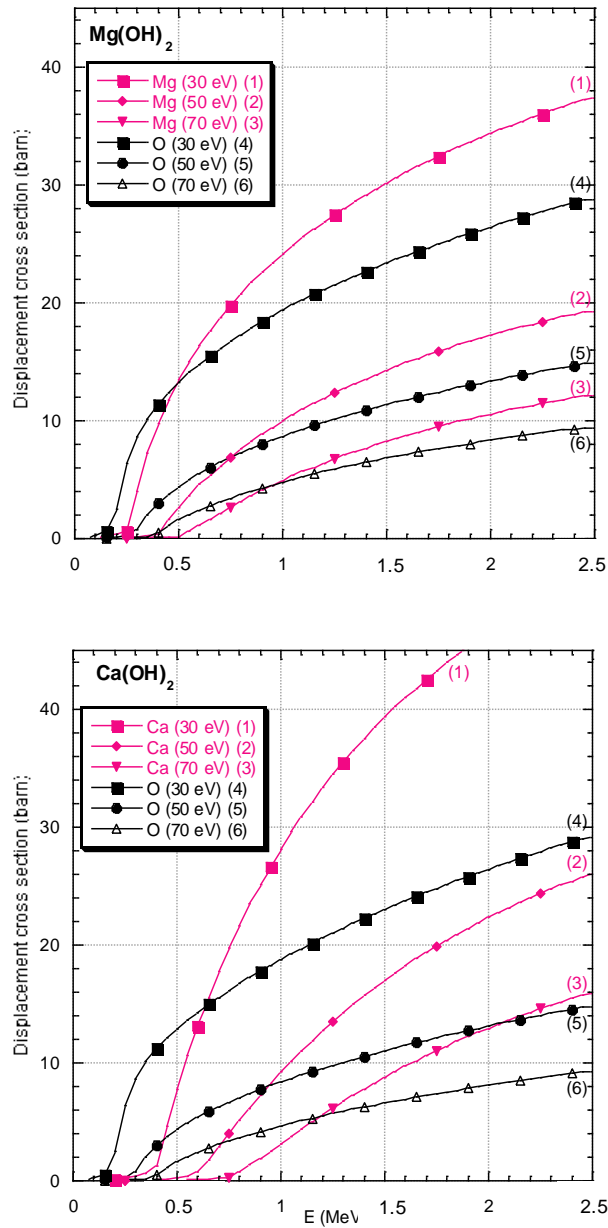 Mg(OH)2
40
Mg (30 eV) (1)
Mg (50 eV) (2)
Mg (70 eV) (3)
O (30 eV) (4)
O (50 eV) (5)
O (70 eV) (6)
(1)
30
(4)
20
(2)
(5)
(3)
10
(6)
0
Displacement cross section (barn)
0 0.5 1 1.5 2 2.5
Ca(OH)2
40
(1)
Ca (30 eV) (1)
Ca (50 eV) (2)
Ca (70 eV) (3)
O (30 eV) (4)
O (50 eV) (5)
O (70 eV) (6)
30
(4)
(2)
20
(3)
(5)
10
(6)
0
Displacement cross section (barn)
0 0.5 1 1.5 2 2.5
E (MeV